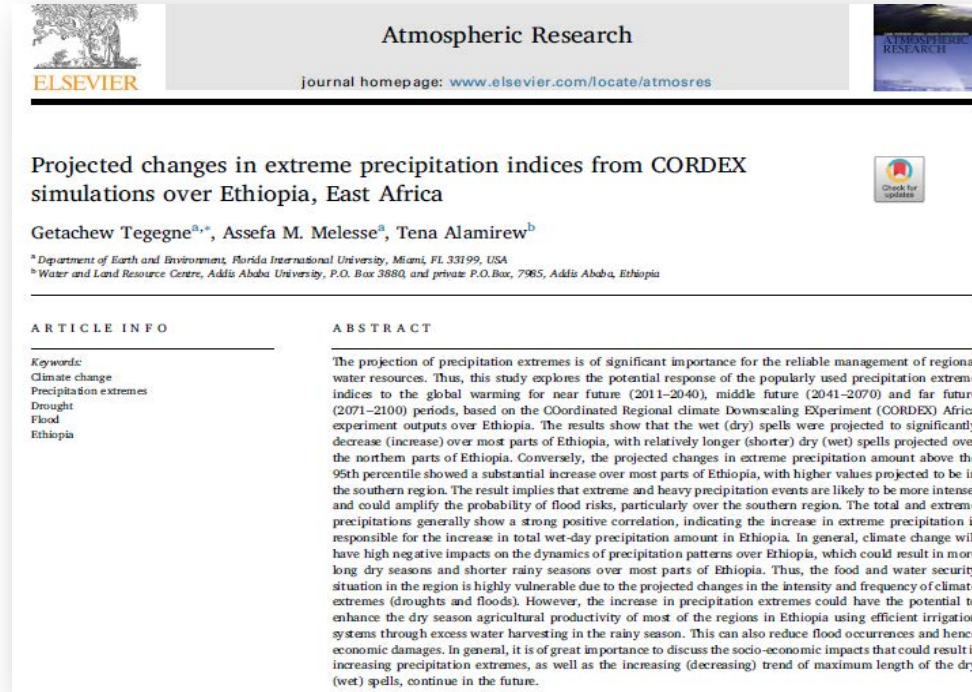 ELSEVIER
Atmospheric Research
journal homepage: www.elsevier.com/locate/atmosres
ATMOSPHERIC
RESEARCH
Projected changes in extreme precipitation indices from CORDEX
simulations over Ethiopia, East Africa
Check for
updates
Getachew Tegegneᵃ,*, Assefa M. Melesseᵃ, Tena Alamirewᵇ
ᵃ Department of Earth and Environment, Florida International University, Miami, FL 33199, USA
ᵇ Water and Land Resource Centre, Addis Ababa University, P.O. Box 3880, and private P.O.Box, 7985, Addis Ababa, Ethiopia
ARTICLE INFO
Keywords:
Climate change
Precipitation extremes
Drought
Flood
Ethiopia
ABSTRACT
The projection of precipitation extremes is of significant importance for the reliable management of regiona
water resources. Thus, this study explores the potential response of the popularly used precipitation extrem
indices to the global warming for near future (2011–2040), middle future (2041–2070) and far futur
(2071–2100) periods, based on the COordinated Regional climate Downscaling EXperiment (CORDEX) Afric
experiment outputs over Ethiopia. The results show that the wet (dry) spells were projected to significantl
decrease (increase) over most parts of Ethiopia, with relatively longer (shorter) dry (wet) spells projected ove
the northern parts of Ethiopia. Conversely, the projected changes in extreme precipitation amount above th
95th percentile showed a substantial increase over most parts of Ethiopia, with higher values projected to be i
the southern region. The result implies that extreme and heavy precipitation events are likely to be more intense
and could amplify the probability of flood risks, particularly over the southern region. The total and extrem
precipitations generally show a strong positive correlation, indicating the increase in extreme precipitation i
responsible for the increase in total wet-day precipitation amount in Ethiopia. In general, climate change wil
have high negative impacts on the dynamics of precipitation patterns over Ethiopia, which could result in mor
long dry seasons and shorter rainy seasons over most parts of Ethiopia. Thus, the food and water security
situation in the region is highly vulnerable due to the projected changes in the intensity and frequency of climat
extremes (droughts and floods). However, the increase in precipitation extremes could have the potential t
enhance the dry season agricultural productivity of most of the regions in Ethiopia using efficient irrigation
systems through excess water harvesting in the rainy season. This can also reduce flood occurrences and henc
economic damages. In general, it is of great importance to discuss the socio-economic impacts that could result i
increasing precipitation extremes, as well as the increasing (decreasing) trend of maximum length of the dry
(wet) spells, continue in the future.